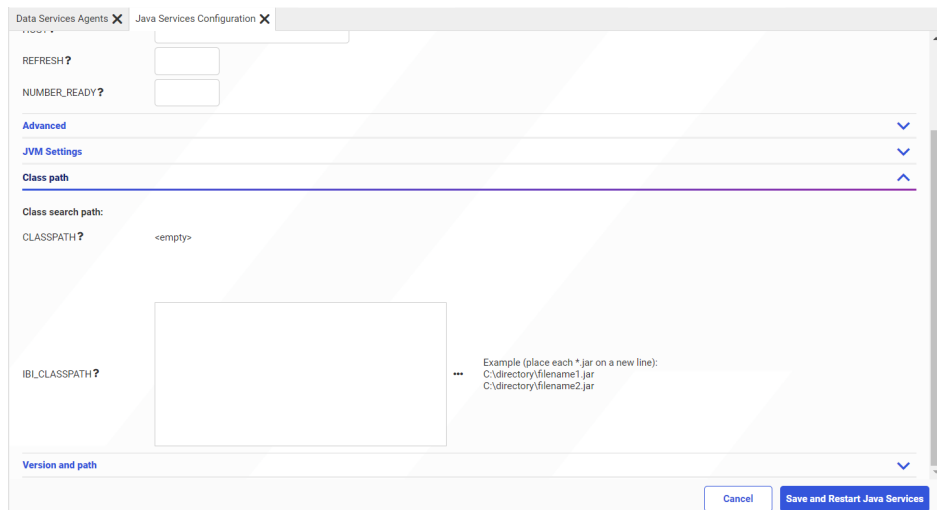 Data Services Agents
Java Services Configuration
REFRESH?
NUMBER_READY?
Advanced
JVM Settings
Class path
Class search path:
CLASSPATH? <empty>
IBI_CLASSPATH?
•••
Example (place each *.jar on a new line):
C:\directory\filename1.jar
C:\directory\filename2.jar
Version and path
Cancel
Save and Restart Java Services